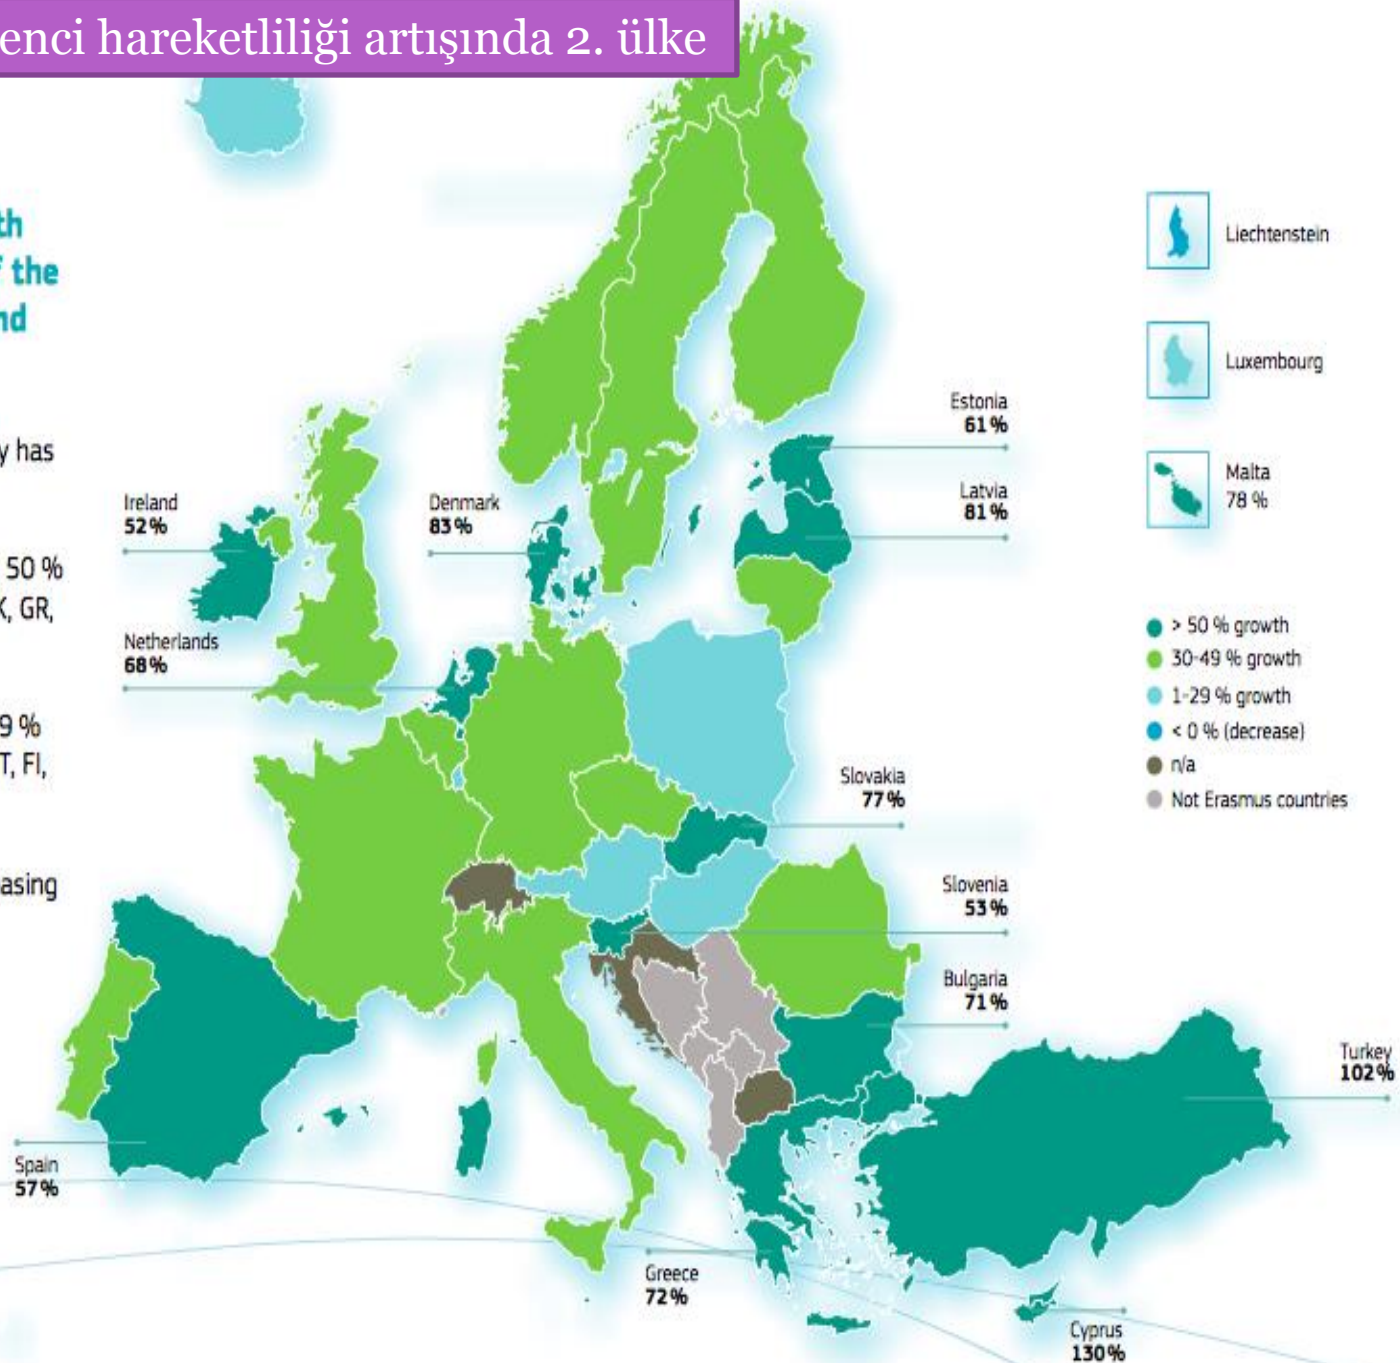 enci hareketliliği artışında 2. ülke
th
f the
nd
y has
50 %
K, GR,
9 %
T, FI,
asing
Ireland
52 %
Denmark
83 %
Netherlands
68 %
Estonia
61 %
Latvia
81 %
Slovakia
77 %
Slovenia
53 %
Bulgaria
71 %
Turkey
102 %
Spain
57 %
Greece
72 %
Cyprus
130 %
Liechtenstein
Luxembourg
Malta
78 %
> 50 % growth
30-49 % growth
1-29 % growth
< 0 % (decrease)
n/a
Not Erasmus countries